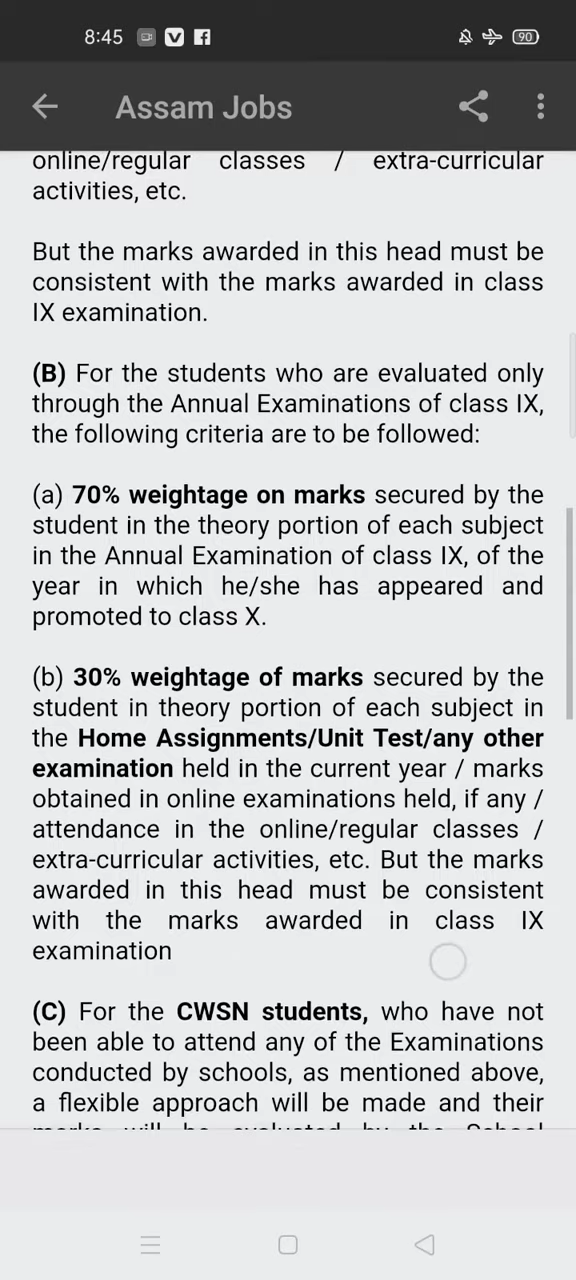 8:45
90
Assam Jobs
online/regular classes / extra-curricular
activities, etc.
But the marks awarded in this head must be
consistent with the marks awarded in class
IX examination.
(B) For the students who are evaluated only
through the Annual Examinations of class IX,
the following criteria are to be followed:
(a) 70% weightage on marks secured by the
student in the theory portion of each subject
in the Annual Examination of class IX, of the
year in which he/she has appeared and
promoted to class X.
(b) 30% weightage of marks secured by the
student in theory portion of each subject in
the Home Assignments/Unit Test/any other
examination held in the current year / marks
obtained in online examinations held, if any /
attendance in the online/regular classes /
extra-curricular activities, etc. But the marks
awarded in this head must be consistent
with the marks awarded in class IX
examination
(C) For the CWSN students, who have not
been able to attend any of the Examinations
conducted by schools, as mentioned above,
a flexible approach will be made and their
marks will be evaluated by the School